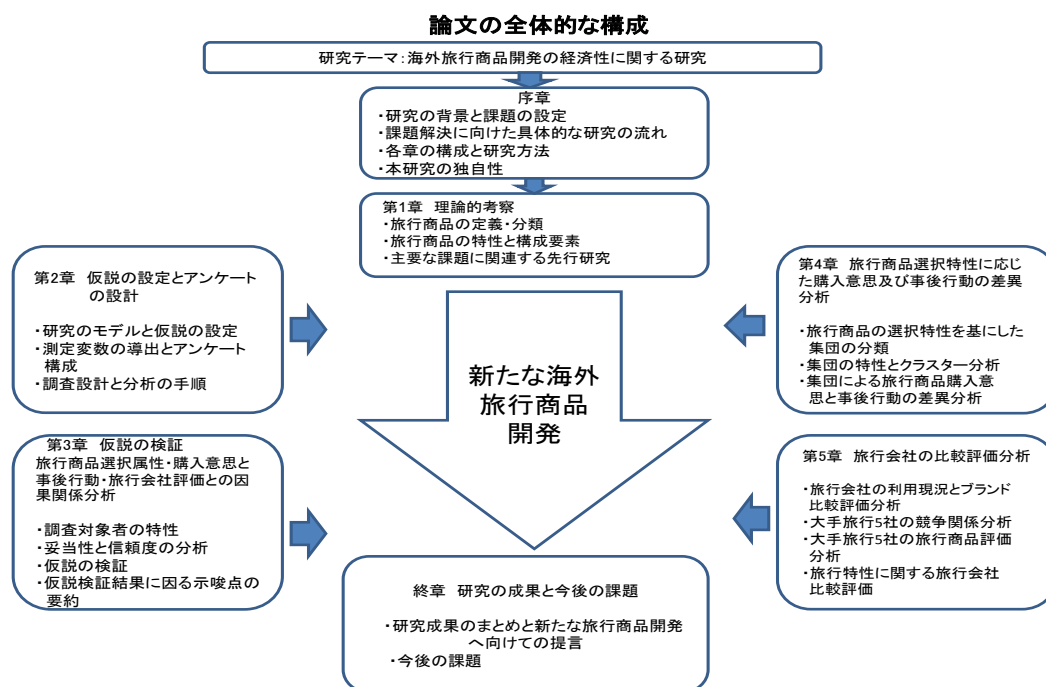 論文の全体的な構成
研究テーマ:海外旅行商品開発の経済性に関する研究
序章
・研究の背景と課題の設定
・課題解決に向けた具体的な研究の流れ
・各章の構成と研究方法
・本研究の独自性
第1章 理論的考察
・旅行商品の定義・分類
・旅行商品の特性と構成要素
・主要な課題に関連する先行研究
第2章 仮説の設定とアンケート
の設計
・研究のモデルと仮説の設定
・測定変数の導出とアンケート
構成
・調査設計と分析の手順
第3章 仮説の検証
旅行商品選択属性・購入意思と
事後行動・旅行会社評価との因
果関係分析
・調査対象者の特性
・妥当性と信頼度の分析
・仮説の検証
・仮説検証結果に因る示唆点の
要約
新たな海外
旅行商品
開発
第4章 旅行商品選択特性に応じ
た購入意思及び事後行動の差異
分析
・旅行商品の選択特性を基にした
集団の分類
・集団の特性とクラスター分析
・集団による旅行商品購入意
思と事後行動の差異分析
第5章 旅行会社の比較評価分析
・旅行会社の利用現況とブランド
比較評価分析
・大手旅行5社の競争関係分析
・大手旅行5社の旅行商品評価
分析
・旅行特性に関する旅行会社
比較評価
終章 研究の成果と今後の課題
・研究成果のまとめと新たな旅行商品開発
へ向けての提言
・今後の課題